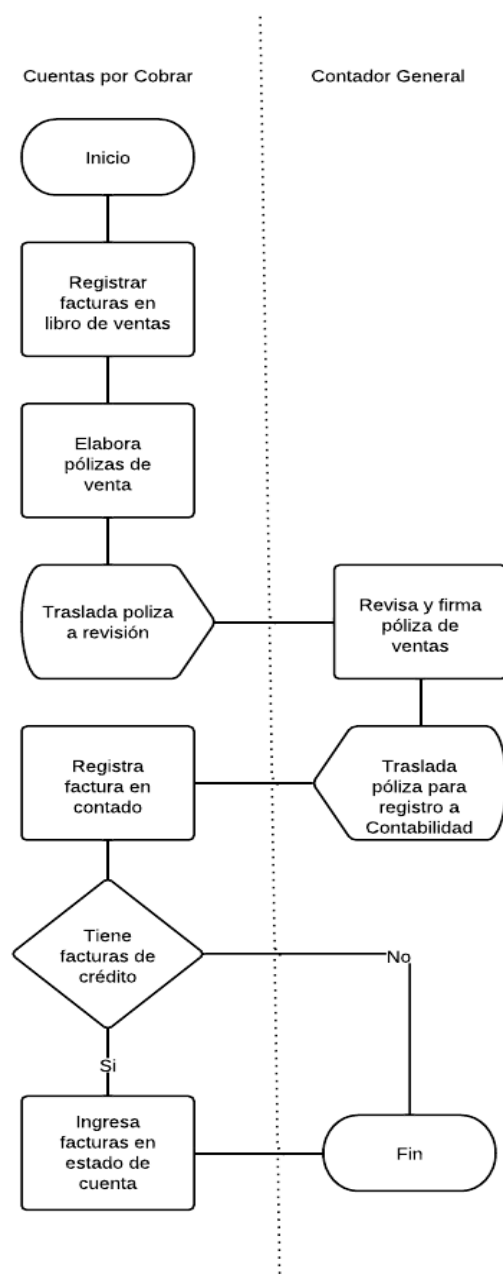 Cuentas por Cobrar
Contador General
Inicio
Registrar
facturas en
libro de ventas
Elabora
pólizas de
venta
Traslada poliza
a revisión
Revisa y firma
póliza de
ventas
Traslada
póliza para
registro a
Contabilidad
Registra
factura en
contado
Tiene
facturas de
crédito
No
Si
Ingresa
facturas en
estado de
cuenta
Fin